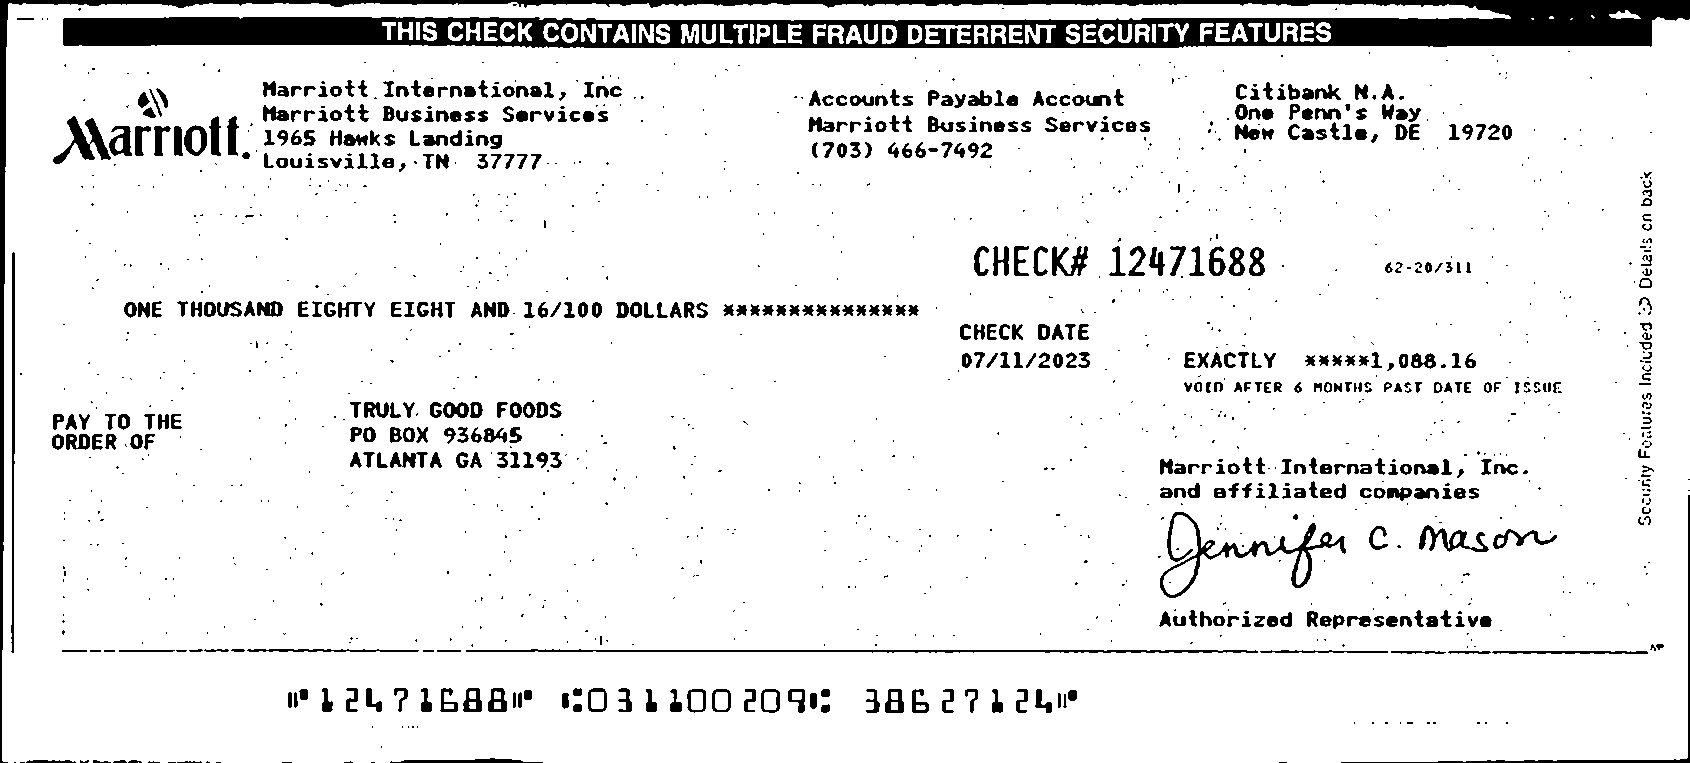 THIS CHECK CONTAINS MULTIPLE FRAUD DETERRENT SECURITY FEATURES
Marriott.
Marriott International, Inc
Marriott Business Services
1965 Hawks Landing
Louisville, TN 37777
Accounts Payable Account
Marriott Business Services
(703) 466-7492
Citibank N.A.
One Penn's Way
New Castle, DE 19720
CHECK# 12471688
62-20/311
ONE THOUSAND EIGHTY EIGHT AND 16/100 DOLLARS ***************
CHECK DATE
07/11/2023
EXACTLY *****1,088.16
VOID AFTER 6 MONTHS PAST DATE OF ISSUE
PAY TO THE
ORDER OF
TRULY GOOD FOODS
PO BOX 936845
ATLANTA GA 31193
Marriott International, Inc.
and affiliated companies
Jennifer C. Mason
Authorized Representative
Security Features Included Details on back
MP
⑈12471688⑈ ⑆031100209⑆ 38627124⑈